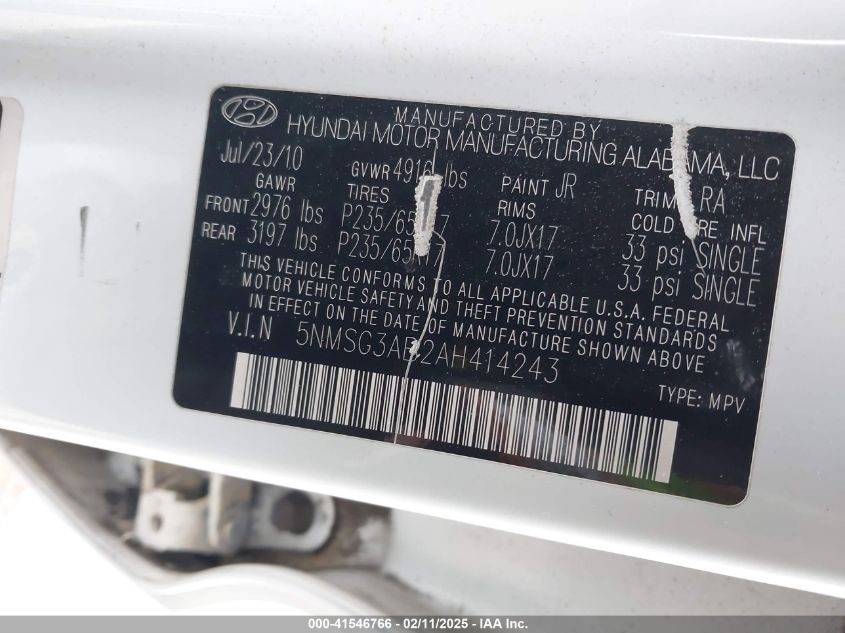 MANUFACTURED BY
HYUNDAI MOTOR MANUFACTURING ALABAMA, LLC
Jul/23/10 GVWR lbs PAINT JR TRIM RA
GAWR TIRES RIMS COLD INFL
FRONT 2976 lbs 7.0JX17 33 psi SINGLE
REAR 3197 lbs 7.0JX17 33 psi SINGLE
THIS VEHICLE CONFORMS TO ALL APPLICABLE U.S.A. FEDERAL
MOTOR VEHICLE SAFETY AND THEFT PREVENTION STANDARDS
IN EFFECT ON THE DATE OF MANUFACTURE SHOWN ABOVE
V.I.N 5NMSG3AB2AH414243
TYPE: MPV
000-41546766 - 02/11/2025 - IAA Inc.